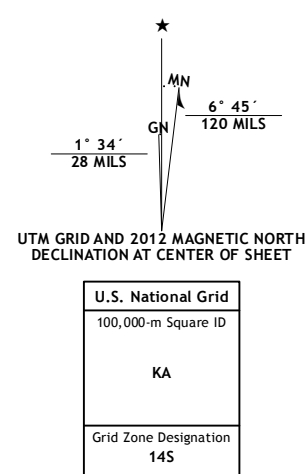 ★
MN
6° 45´
120 MILS
GN
1° 34´
28 MILS
UTM GRID AND 2012 MAGNETIC NORTH
DECLINATION AT CENTER OF SHEET
U.S. National Grid
100,000-m Square ID
KA
Grid Zone Designation
14S